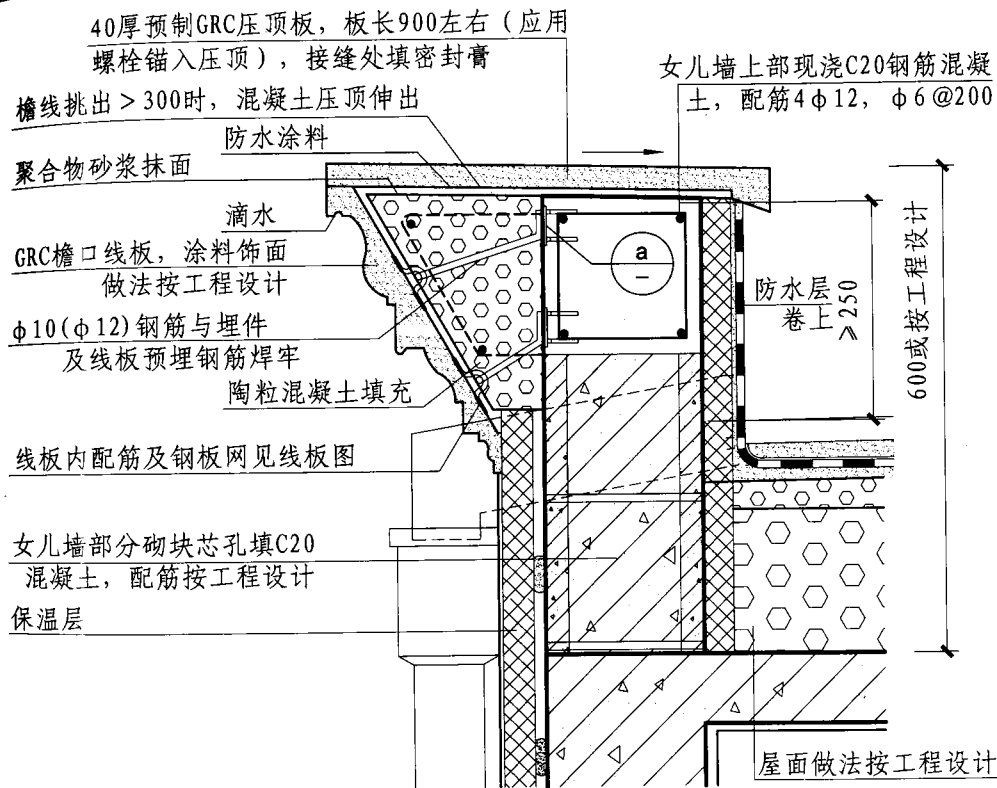 40厚预制GRC压顶板，板长900左右（应用
螺栓锚入压顶），接缝处填密封膏
檐线挑出＞300时，混凝土压顶伸出
防水涂料
聚合物砂浆抹面
滴水
GRC檐口线板，涂料饰面
做法按工程设计
ϕ10(ϕ12)钢筋与埋件
及线板预埋钢筋焊牢
陶粒混凝土填充
线板内配筋及钢板网见线板图
女儿墙部分砌块芯孔填C20
混凝土，配筋按工程设计
保温层
女儿墙上部现浇C20钢筋混凝
土，配筋4ϕ12，ϕ6@200
a
—
防水层
卷上
≥250
600或按工程设计
屋面做法按工程设计